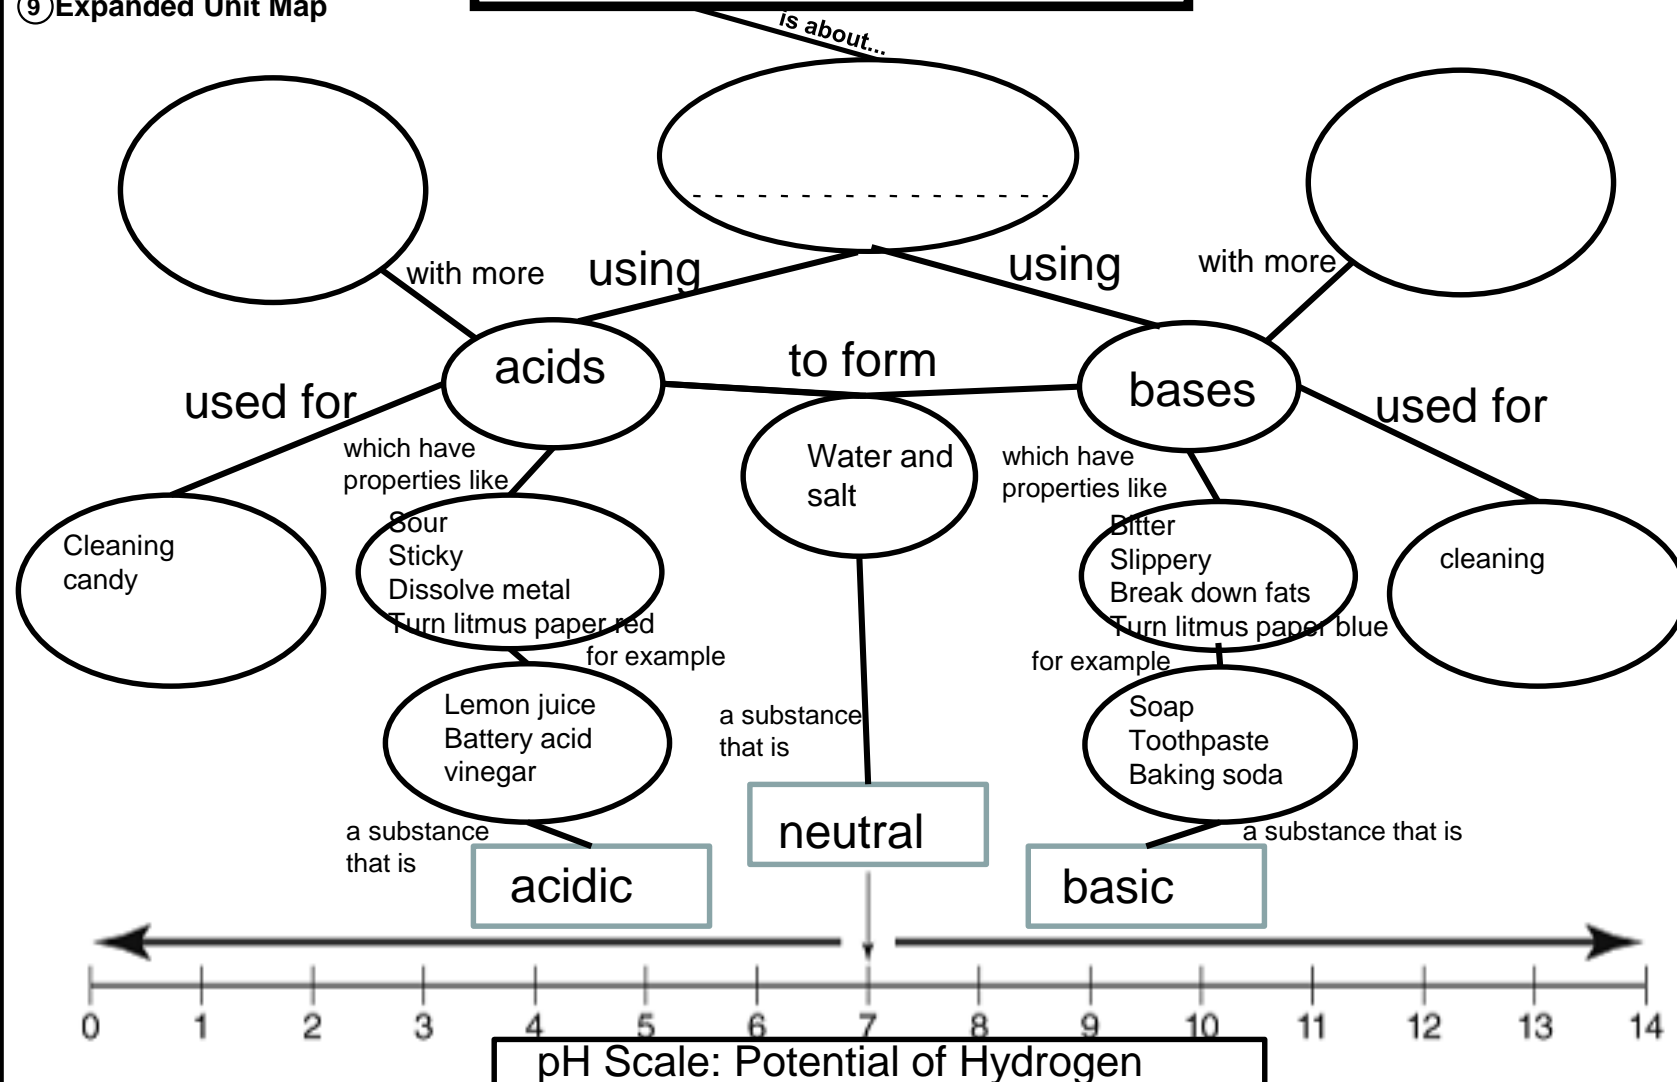 9 Expanded Unit Map
is about...
with more
using
using
with more
acids
to form
bases
used for
used for
which have
properties like
Water and
salt
which have
properties like
Cleaning
candy
Sour
Sticky
Dissolve metal
Turn litmus paper red
Bitter
Slippery
Break down fats
Turn litmus paper blue
cleaning
for example
for example
Lemon juice
Battery acid
vinegar
a substance
that is
Soap
Toothpaste
Baking soda
neutral
a substance
that is
a substance that is
acidic
basic
0 1 2 3 4 5 6 7 8 9 10 11 12 13 14
pH Scale: Potential of Hydrogen